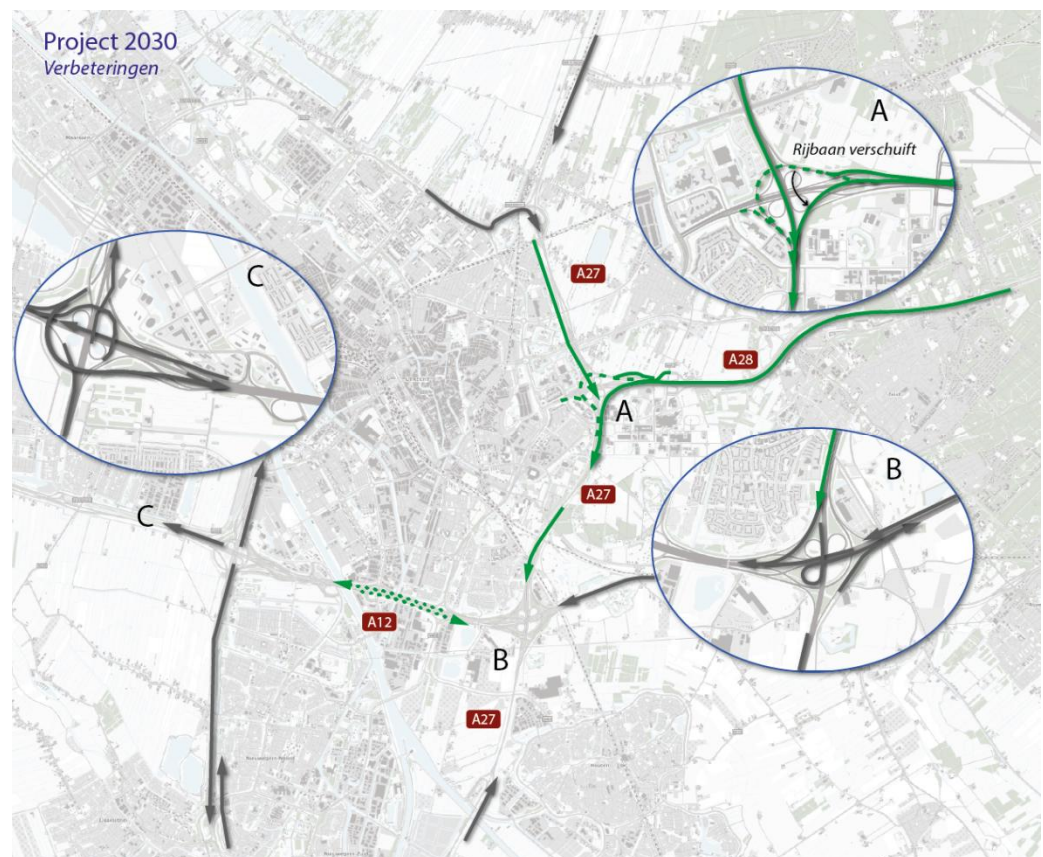 Project 2030
Verbeteringen
A
Rijbaan verschuift
A27
C
A28
A
A27
B
C
A12
B
A27